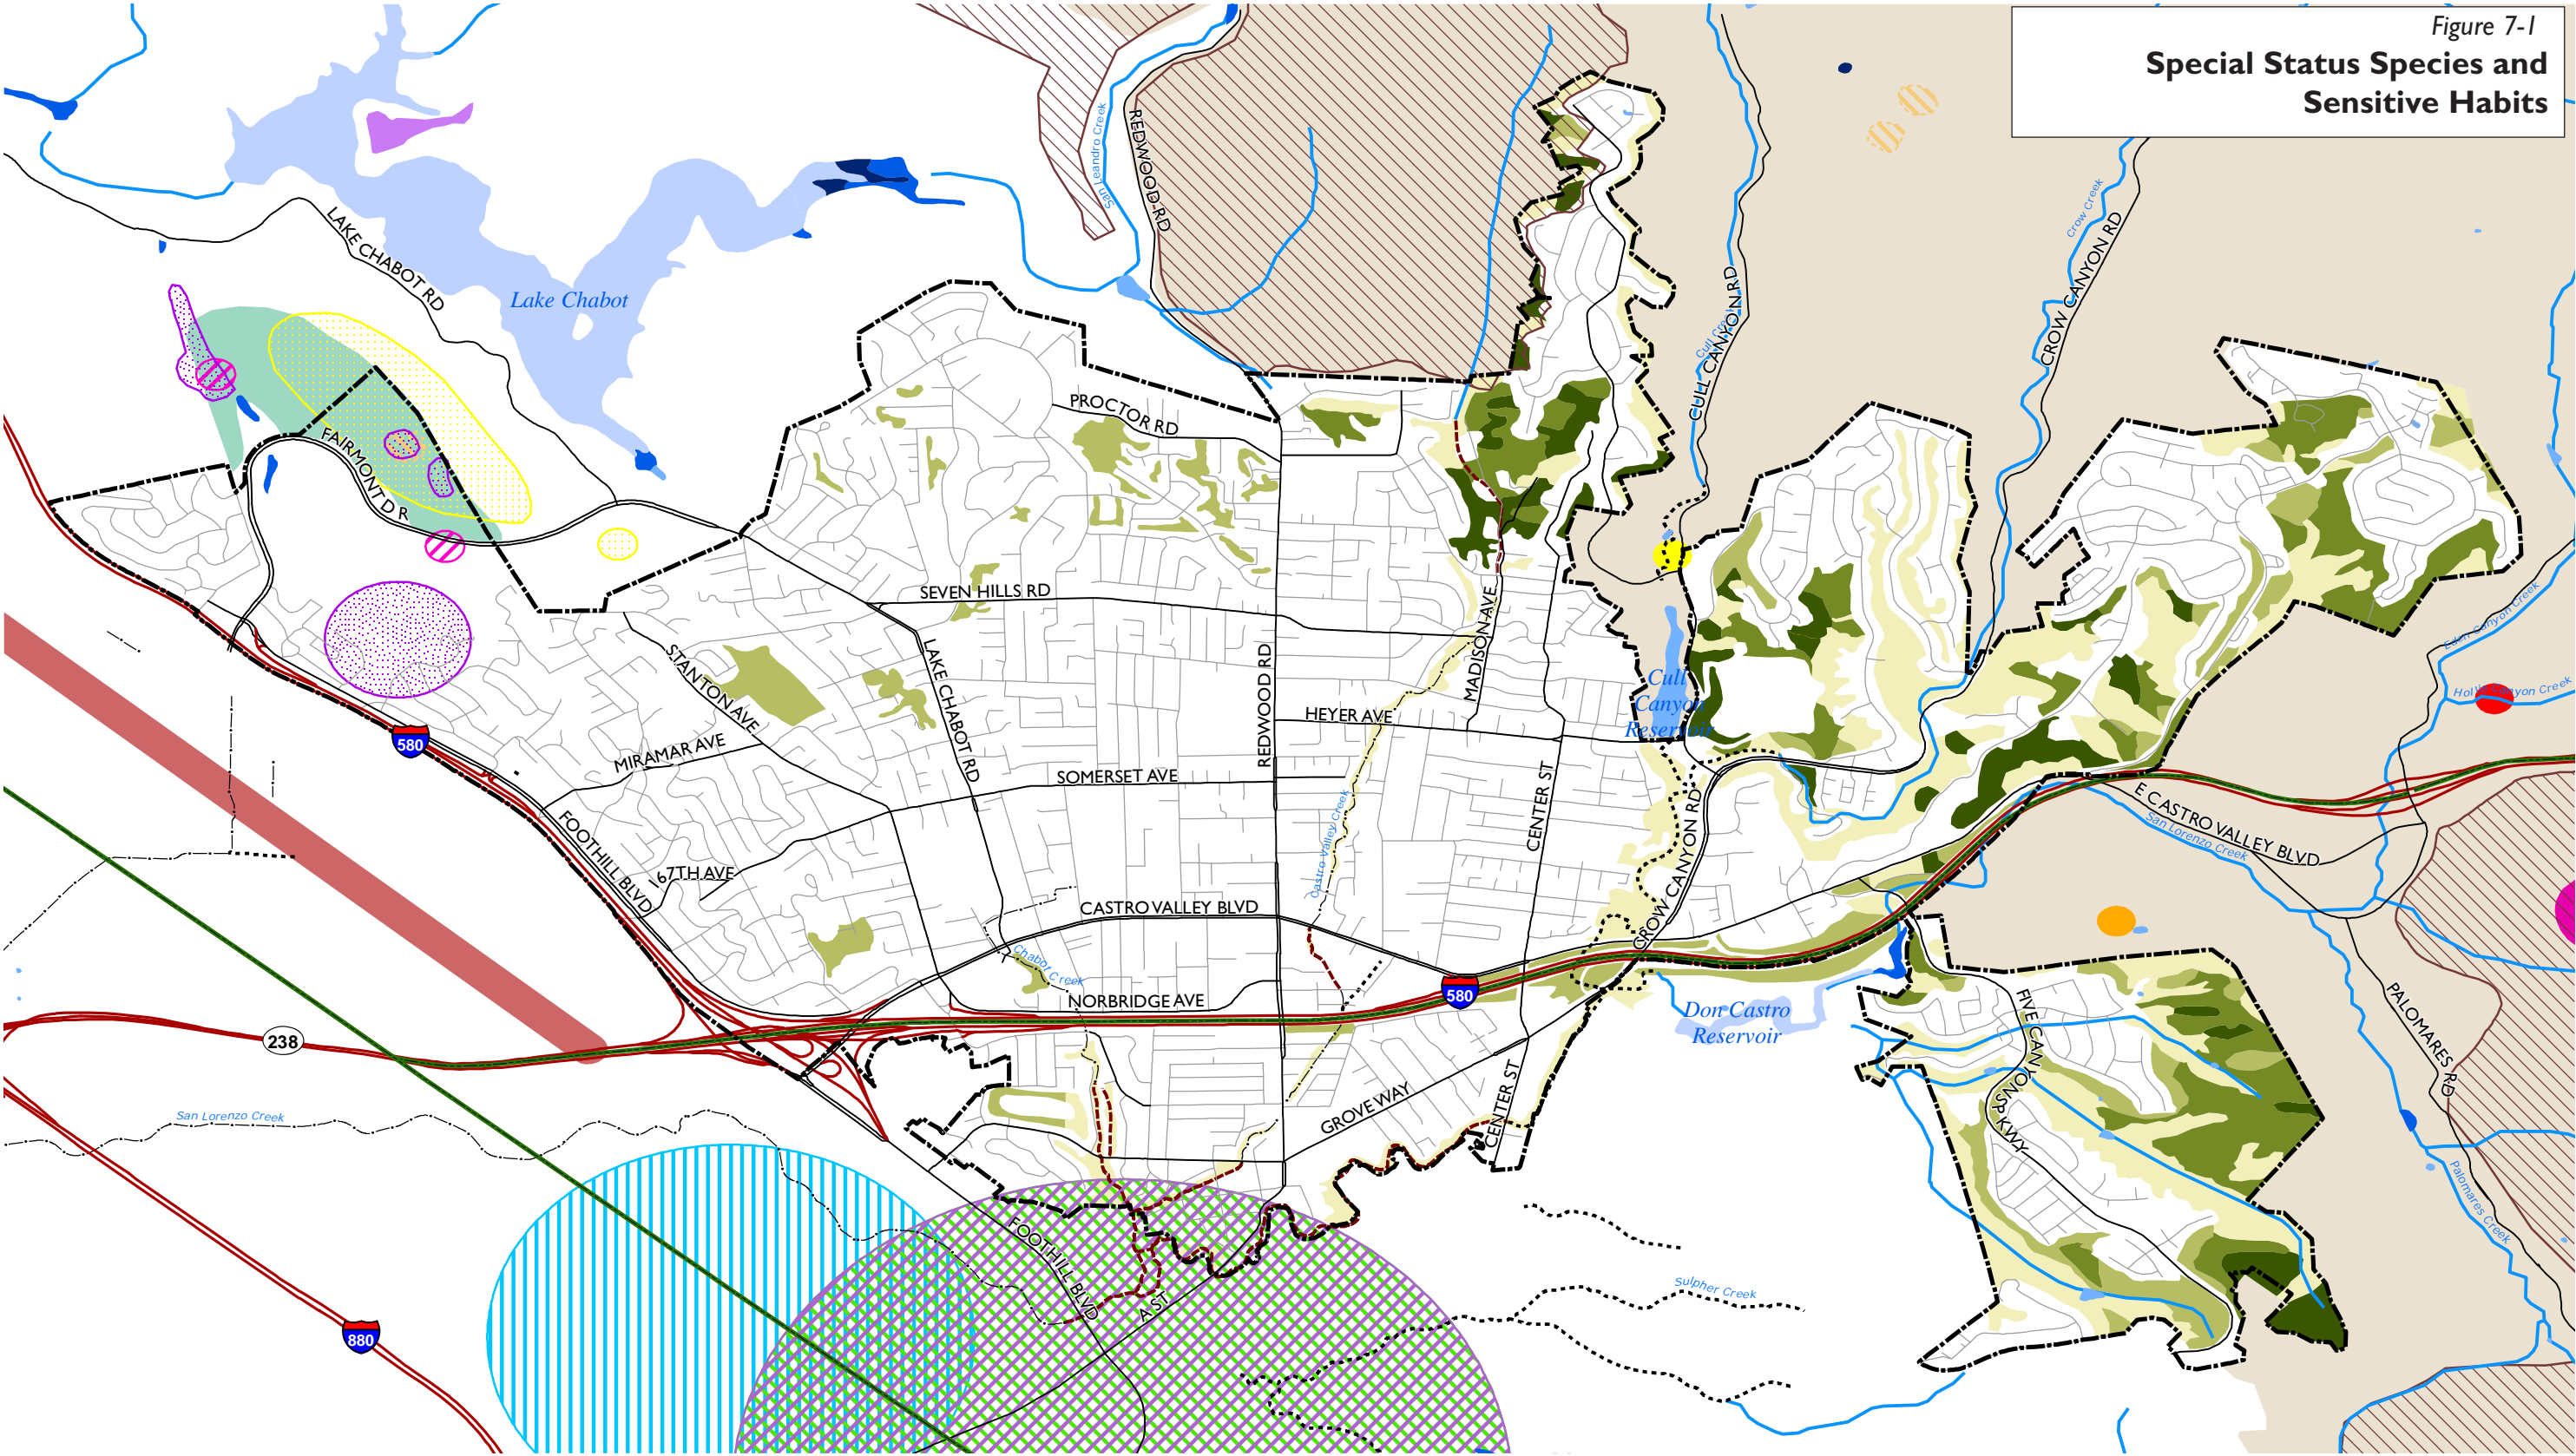 Figure 7-1
Special Status Species and
Sensitive Habits
San Leandro Creek
REDWOOD RD
LAKE CHABOT RD
Lake Chabot
Crow Creek
CROW CANYON RD
CULL CANYON RD
PROCTOR RD
FAIRMONT DR
SEVEN HILLS RD
MADISON AVE
Eden Canyon Creek
STANTON AVE
LAKE CHABOT RD
REDWOOD RD
Cull
Canyon
Reservoir
HEYER AVE
580
MIRAMAR AVE
SOMERSET AVE
CENTER ST
Castro Valley Creek
CROW CANYON RD
E CASTRO VALLEY BLVD
San Lorenzo Creek
FOOTHILL BLVD
167TH AVE
CASTRO VALLEY BLVD
Chabot Creek
NORBRIDGE AVE
580
Don Castro
Reservoir
FIVE CANYONS PKWY
PALOMARES RD
238
GROVE WAY
CENTER ST
San Lorenzo Creek
Palomares Creek
FOOTHILL BLVD
A ST
Sulpher Creek
880